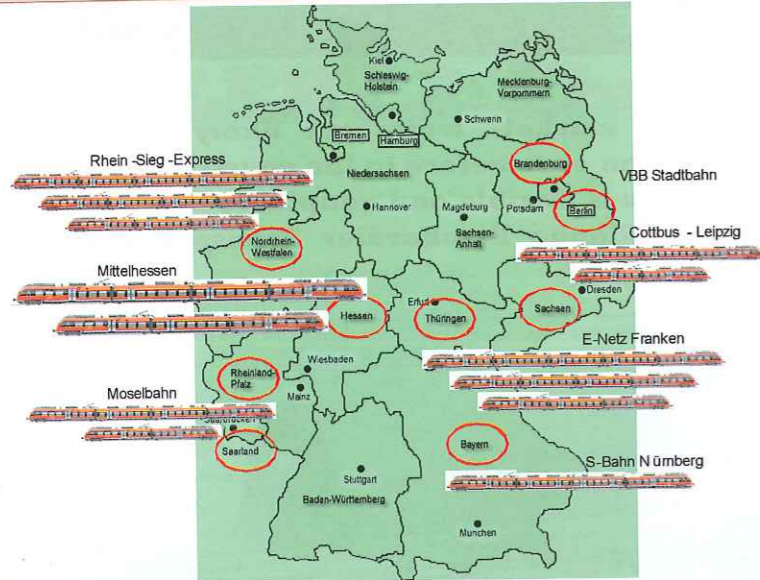 Kiel
Schleswig-
Holstein
Mecklenburg-
Vorpommern
Schwerin
Bremen
Hamburg
Rhein -Sieg -Express
Niedersachsen
Brandenburg
VBB Stadtbahn
Hannover
Magdeburg
Potsdam
Berlin
Sachsen-
Anhalt
Cottbus - Leipzig
Nordrhein-
Westfalen
Mittelhessen
Dresden
Erfurt
Hessen
Thüringen
Sachsen
E-Netz Franken
Wiesbaden
Rheinland-
Pfalz
Mainz
Moselbahn
Saarbrücken
Saarland
Bayern
S-Bahn Nürnberg
Stuttgart
Baden-Württemberg
München